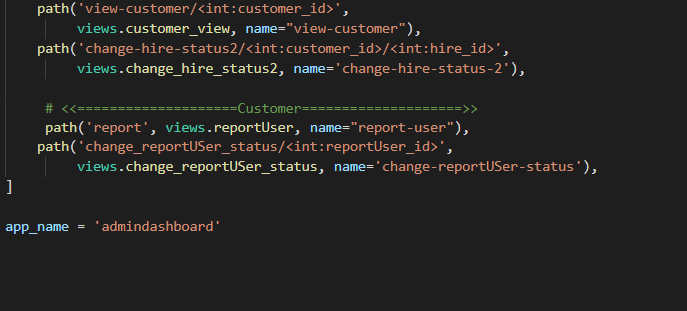 path('view-customer/<int:customer_id>',
views.customer_view, name="view-customer"),
path('change-hire-status2/<int:customer_id>/<int:hire_id>',
views.change_hire_status2, name='change-hire-status-2'),
# <<====================Customer====================>>
path('report', views.reportUser, name="report-user"),
path('change_reportUSer_status/<int:reportUser_id>',
views.change_reportUSer_status, name='change-reportUSer-status'),
]
app_name = 'admindashboard'